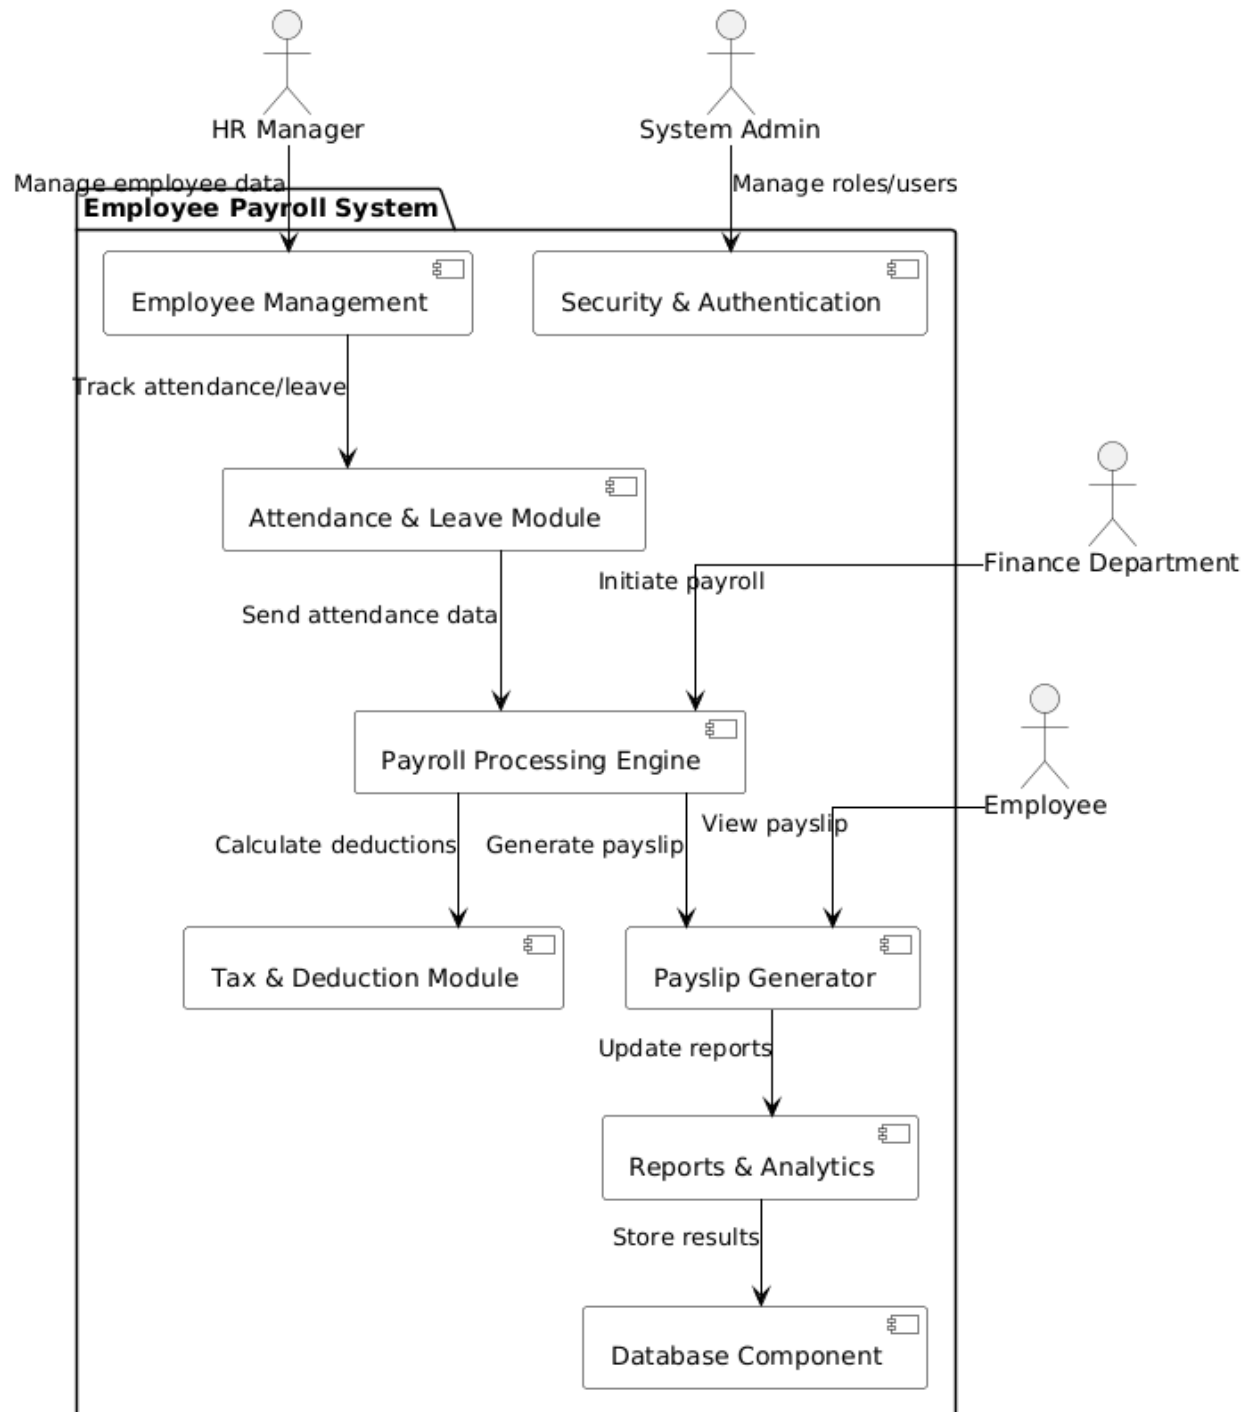 HR Manager
System Admin
Manage employee data
Manage roles/users
Employee Payroll System
Employee Management
Security & Authentication
Track attendance/leave
Attendance & Leave Module
Finance Department
Initiate payroll
Send attendance data
Payroll Processing Engine
Employee
View payslip
Calculate deductions
Generate payslip
Tax & Deduction Module
Payslip Generator
Update reports
Reports & Analytics
Store results
Database Component